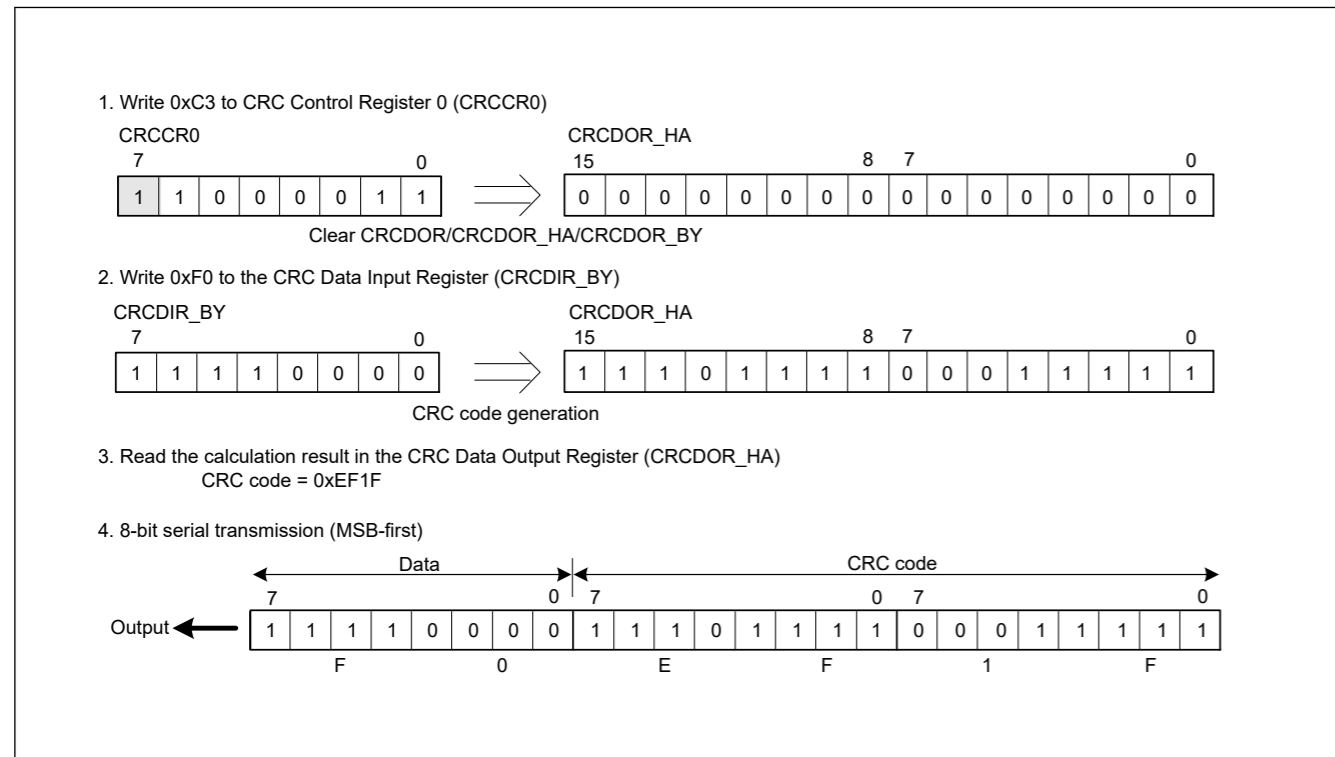 1. Write 0xC3 to CRC Control Register 0 (CRCCR0)
CRCCR0 CRCDOR_HA
7 0 15 8 7 0
1 1 0 0 0 0 1 1 0 0 0 0 0 0 0 0 0 0 0 0 0 0 0 0
Clear CRCDOR/CRCDOR_HA/CRCDOR_BY
2. Write 0xF0 to the CRC Data Input Register (CRCDIR_BY)
CRCDIR_BY CRCDOR_HA
7 0 15 8 7 0
1 1 1 1 0 0 0 0 1 1 1 0 1 1 1 1 0 0 0 1 1 1 1 1
CRC code generation
3. Read the calculation result in the CRC Data Output Register (CRCDOR_HA)
CRC code = 0xEF1F
4. 8-bit serial transmission (MSB-first)
Data CRC code
7 0 7 0 7 0
Output 1 1 1 1 0 0 0 0 1 1 1 0 1 1 1 1 0 0 0 1 1 1 1 1
F 0 E F 1 F